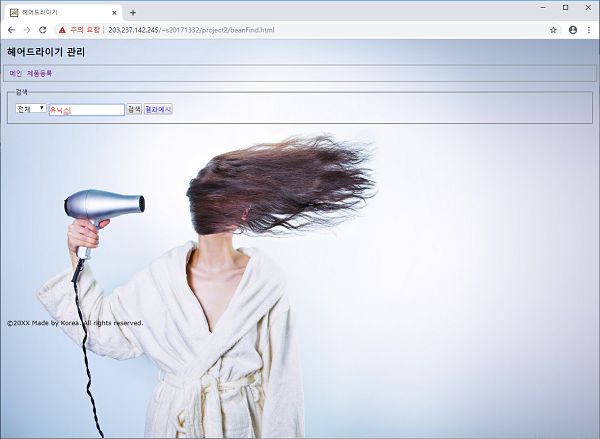 헤어드라이기
주의 요함 203.237.142.245/~s20171332/project2/beanFind.html
헤어드라이기 관리
메인 제품등록
검색
전체 유닉스 검색 결과예시
©20XX Made by Korea. All rights reserved.